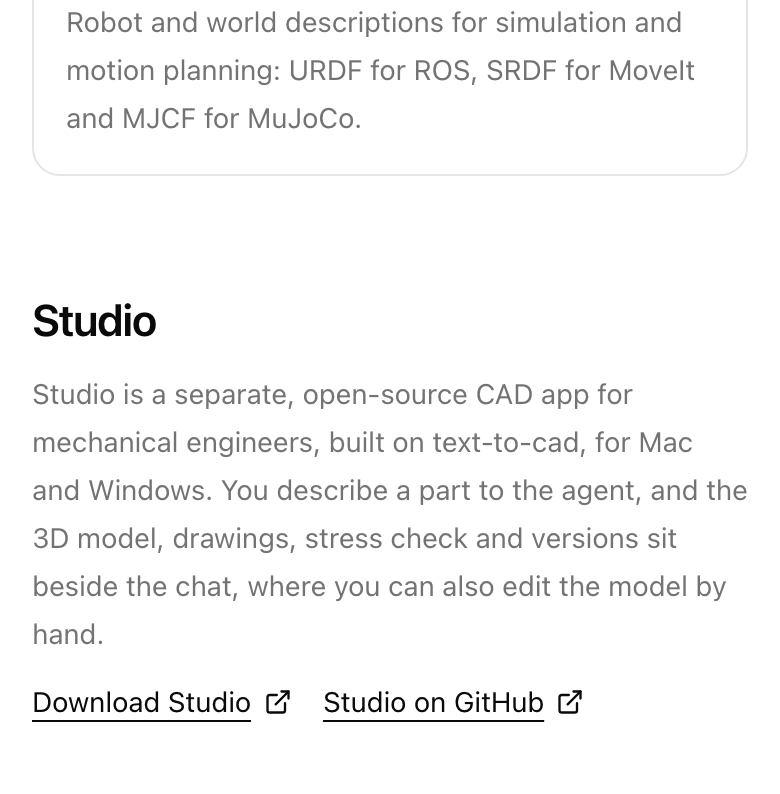 Robot and world descriptions for simulation and
motion planning: URDF for ROS, SRDF for MoveIt
and MJCF for MuJoCo.
Studio
Studio is a separate, open-source CAD app for
mechanical engineers, built on text-to-cad, for Mac
and Windows. You describe a part to the agent, and the
3D model, drawings, stress check and versions sit
beside the chat, where you can also edit the model by
hand.
Download Studio Studio on GitHub